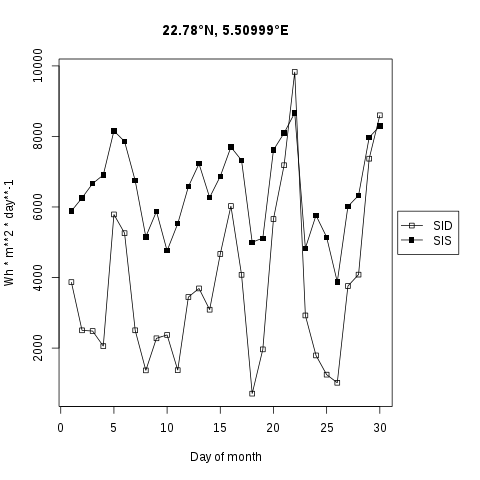 22.78°N, 5.50999°E
10000
8000
6000
4000
2000
Wh * m**2 * day**-1
0 5 10 15 20 25 30
Day of month
SID
SIS